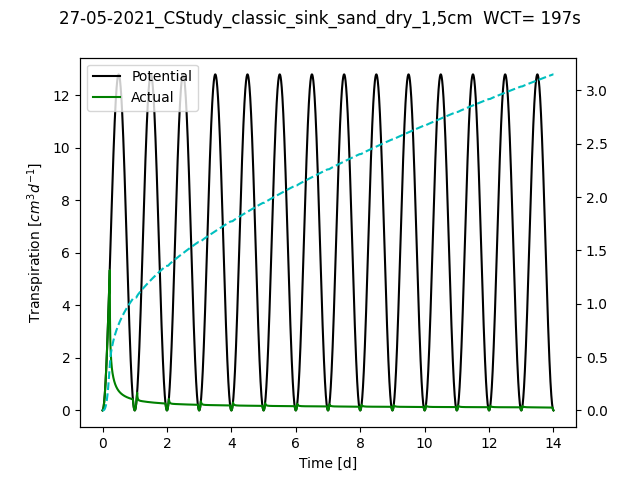 27-05-2021_CStudy_classic_sink_sand_dry_1,5cm  WCT= 197s
Potential
Actual
Transpiration [cm³d⁻¹]
12
10
8
6
4
2
0
3.0
2.5
2.0
1.5
1.0
0.5
0.0
0 2 4 6 8 10 12 14
Time [d]